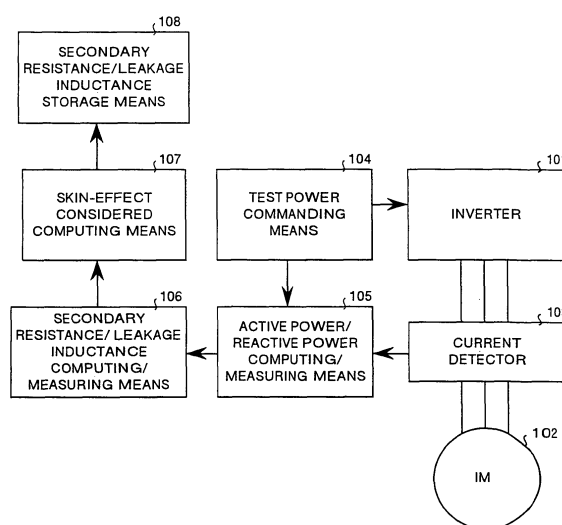 108
SECONDARY
RESISTANCE/LEAKAGE
INDUCTANCE
STORAGE MEANS
107
SKIN-EFFECT
CONSIDERED
COMPUTING MEANS
104
TEST POWER
COMMANDING
MEANS
INVERTER
106
SECONDARY
RESISTANCE/ LEAKAGE
INDUCTANCE
COMPUTING/
MEASURING MEANS
105
ACTIVE POWER/
REACTIVE POWER
COMPUTING/
MEASURING MEANS
CURRENT
DETECTOR
102
IM